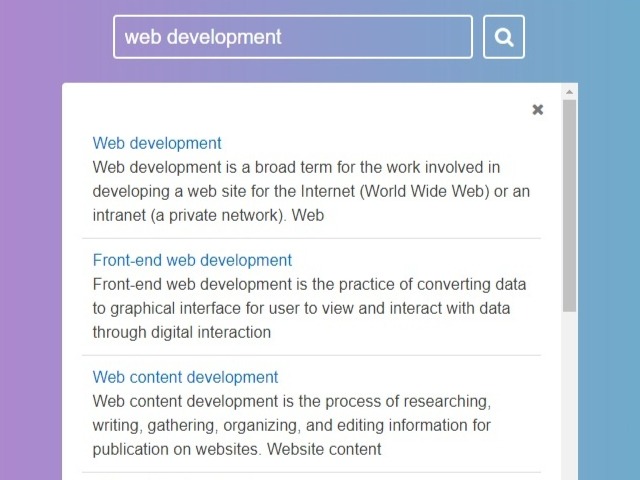 web development
Web development
Web development is a broad term for the work involved in
developing a web site for the Internet (World Wide Web) or an
intranet (a private network). Web
Front-end web development
Front-end web development is the practice of converting data
to graphical interface for user to view and interact with data
through digital interaction
Web content development
Web content development is the process of researching,
writing, gathering, organizing, and editing information for
publication on websites. Website content